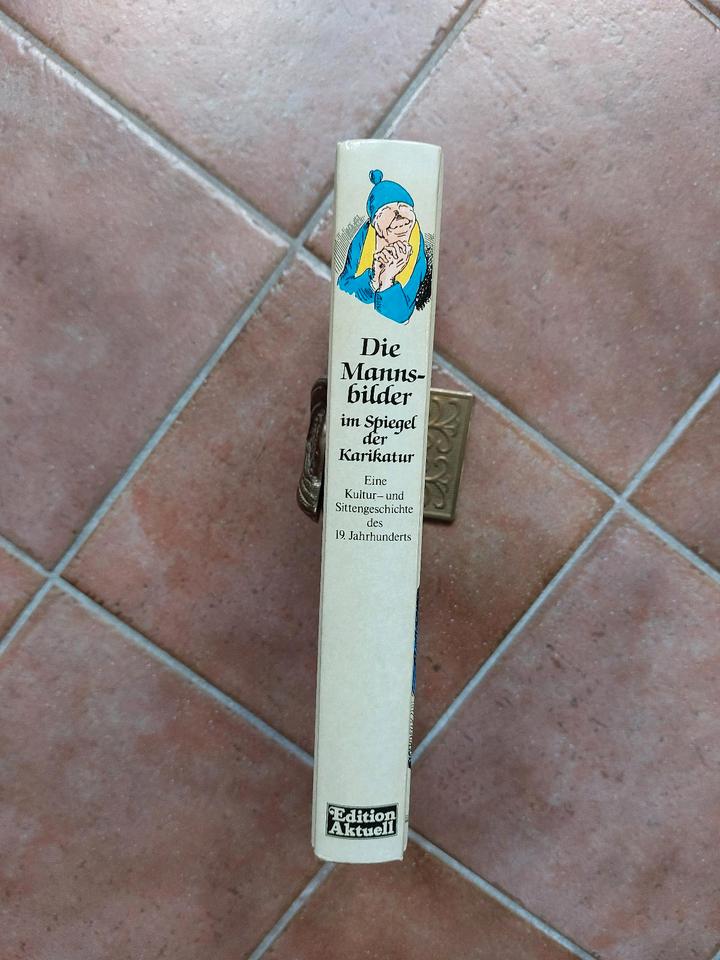 Die
Manns-
bilder
im Spiegel
der
Karikatur
Eine
Kultur- und
Sittengeschichte
des
19. Jahrhunderts
Edition
Aktuell